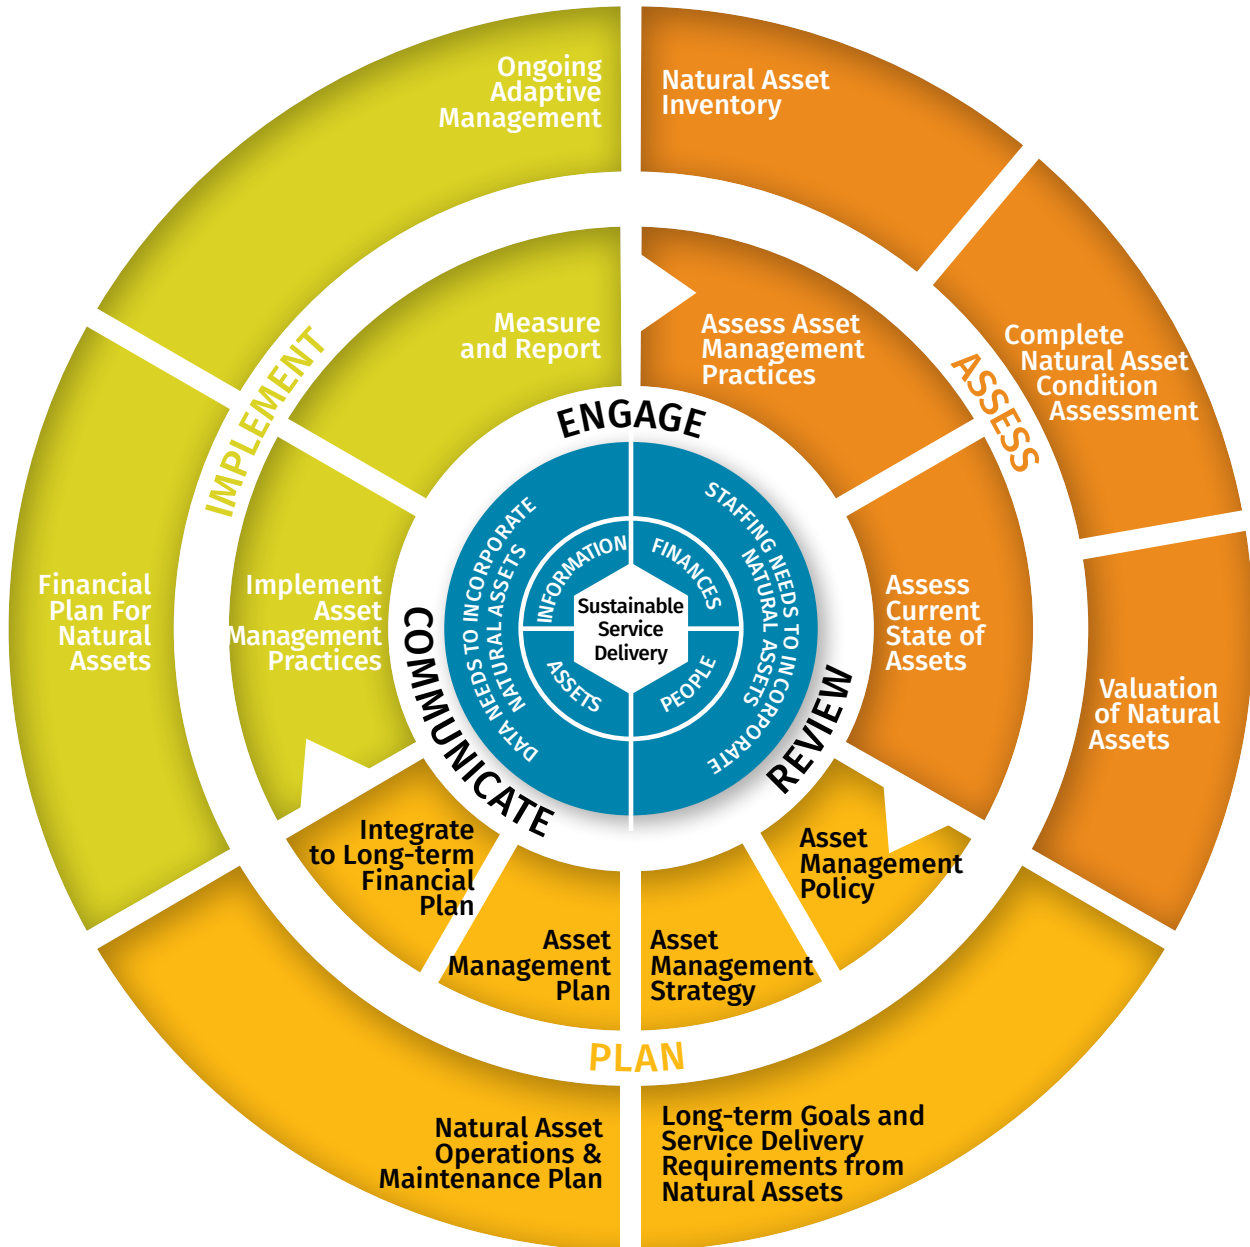 Ongoing
Adaptive
Management
Natural Asset
Inventory
Complete
Natural Asset
Condition
Assessment
Valuation
of Natural
Assets
Long-term Goals and
Service Delivery
Requirements from
Natural Assets
Natural Asset
Operations &
Maintenance Plan
Financial
Plan For
Natural
Assets
IMPLEMENT
ASSESS
PLAN
Measure
and Report
Assess Asset
Management
Practices
Assess
Current
State of
Assets
Asset
Management
Policy
Asset
Management
Strategy
Asset
Management
Plan
Integrate
to Long-term
Financial
Plan
Implement
Asset
Management
Practices
ENGAGE
REVIEW
COMMUNICATE
DATA NEEDS TO INCORPORATE
NATURAL ASSETS
STAFFING NEEDS TO INCORPORATE
NATURAL ASSETS
INFORMATION
FINANCES
ASSETS
PEOPLE
Sustainable
Service
Delivery